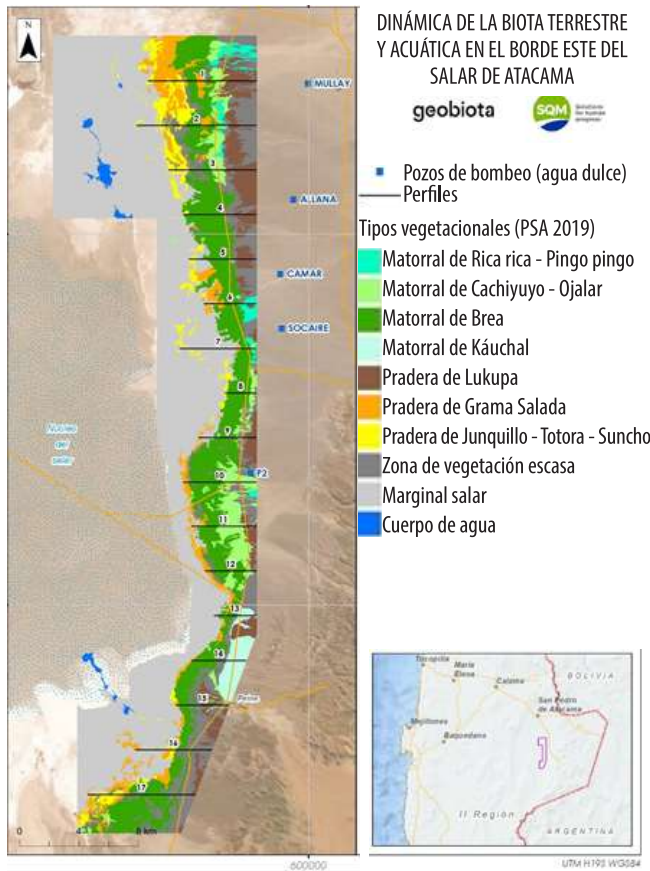 DINÁMICA DE LA BIOTA TERRESTRE
Y ACUÁTICA EN EL BORDE ESTE DEL
SALAR DE ATACAMA
geobiota
SQM
Pozos de bombeo (agua dulce)
Perfiles
Tipos vegetacionales (PSA 2019)
Matorral de Rica rica - Pingo pingo
Matorral de Cachiyuyo - Ojalar
Matorral de Brea
Matorral de Káuchal
Pradera de Lukupa
Pradera de Grama Salada
Pradera de Junquillo - Totora - Suncho
Zona de vegetación escasa
Marginal salar
Cuerpo de agua
N
1
MULLAY
2
3
4
ALLANA
5
CAMAR
6
SOCAIRE
7
8
9
Núcleo
del
salar
10
P2
11
12
13
14
15
Peine
16
17
0
4
8 km
600000
Tocopilla
María
Elena
Calama
BOLIVIA
San Pedro
de Atacama
Mejillones
Baquedano
II Región
ARGENTINA
UTM H19S WGS84